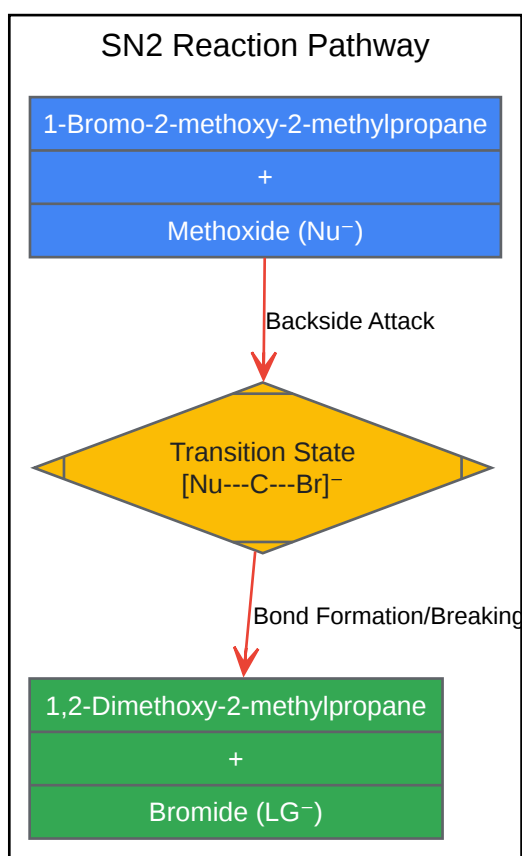 SN2 Reaction Pathway
1-Bromo-2-methoxy-2-methylpropane
+
Methoxide (Nu⁻)
Backside Attack
Transition State
[Nu---C---Br]⁻
Bond Formation/Breaking
1,2-Dimethoxy-2-methylpropane
+
Bromide (LG⁻)